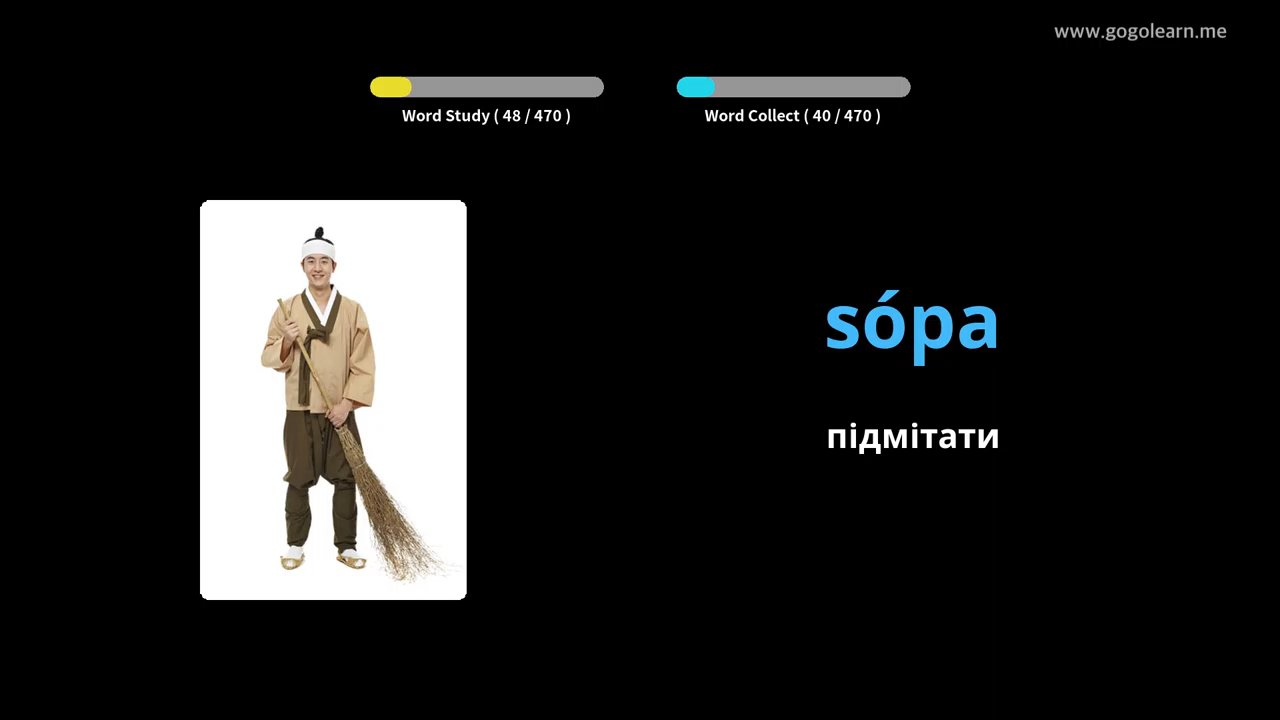 www.gogolearn.me
Word Study ( 48 / 470 )
Word Collect ( 40 / 470 )
sópa
підмітати